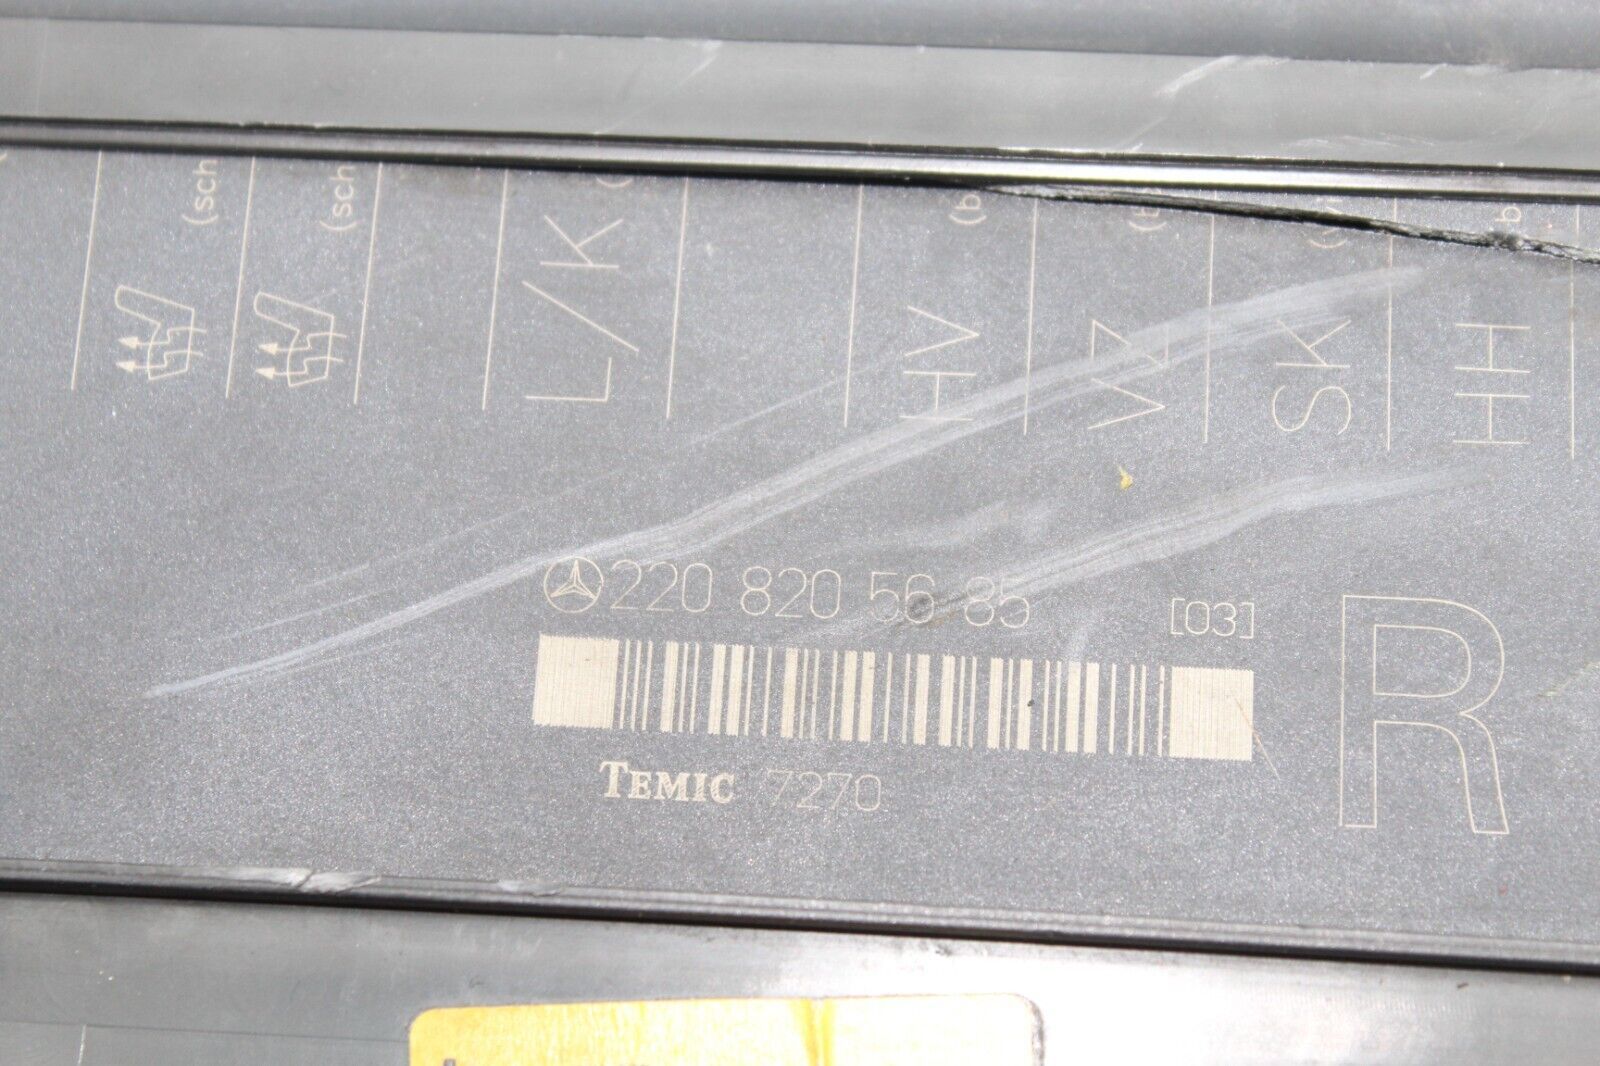 (sch
(sch
L/K
HV
VZ
SK
HH
220 820 56 85 [03]
R
TEMIC 7270